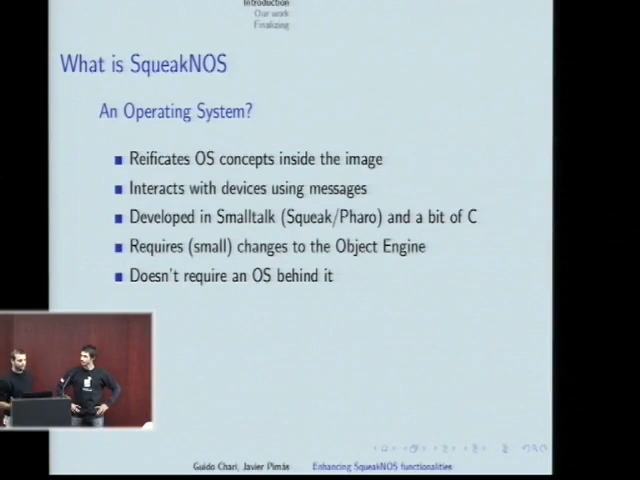 Introduction
Our work
Finalizing
What is SqueakNOS
An Operating System?
Reificates OS concepts inside the image
Interacts with devices using messages
Developed in Smalltalk (Squeak/Pharo) and a bit of C
Requires (small) changes to the Object Engine
Doesn't require an OS behind it
Guido Chari, Javier Pimás
Enhancing SqueakNOS functionalities